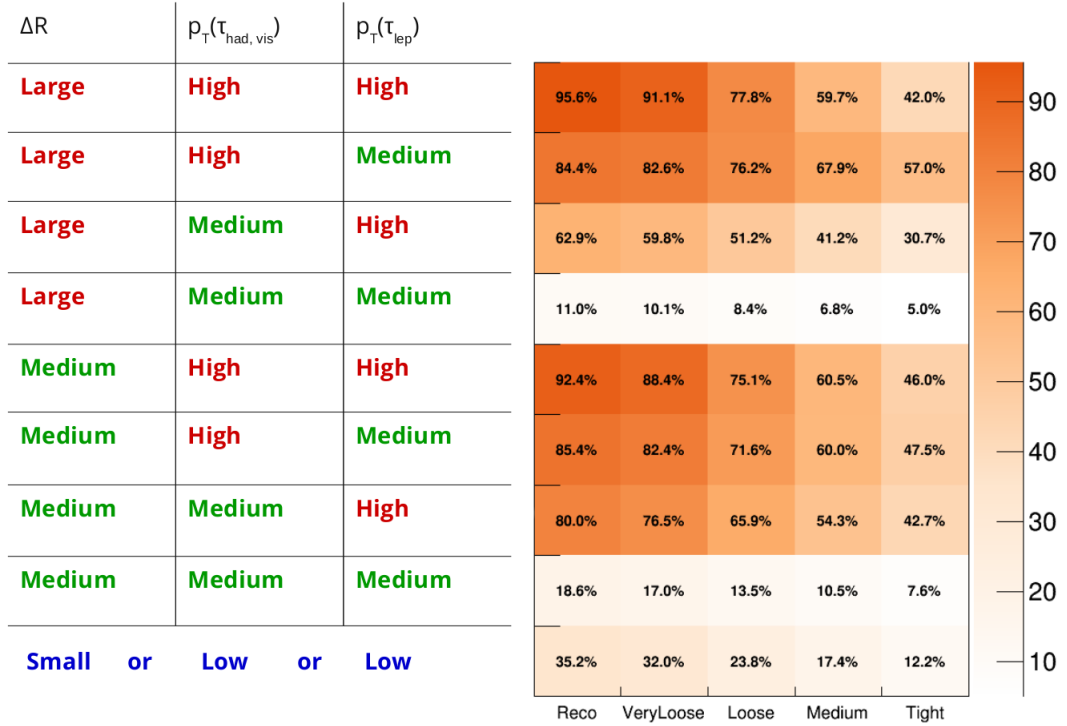 ΔR p_T(τ_had, vis) p_T(τ_lep)
Large High High 95.6% 91.1% 77.8% 59.7% 42.0% 90
Large High Medium 84.4% 82.6% 76.2% 67.9% 57.0% 80
Large Medium High 62.9% 59.8% 51.2% 41.2% 30.7% 70
60
Large Medium Medium 11.0% 10.1% 8.4% 6.8% 5.0%
Medium High High 92.4% 88.4% 75.1% 60.5% 46.0% 50
Medium High Medium 85.4% 82.4% 71.6% 60.0% 47.5% 40
Medium Medium High 80.0% 76.5% 65.9% 54.3% 42.7% 30
Medium Medium Medium 18.6% 17.0% 13.5% 10.5% 7.6% 20
Small or Low or Low 35.2% 32.0% 23.8% 17.4% 12.2% 10
Reco VeryLoose Loose Medium Tight